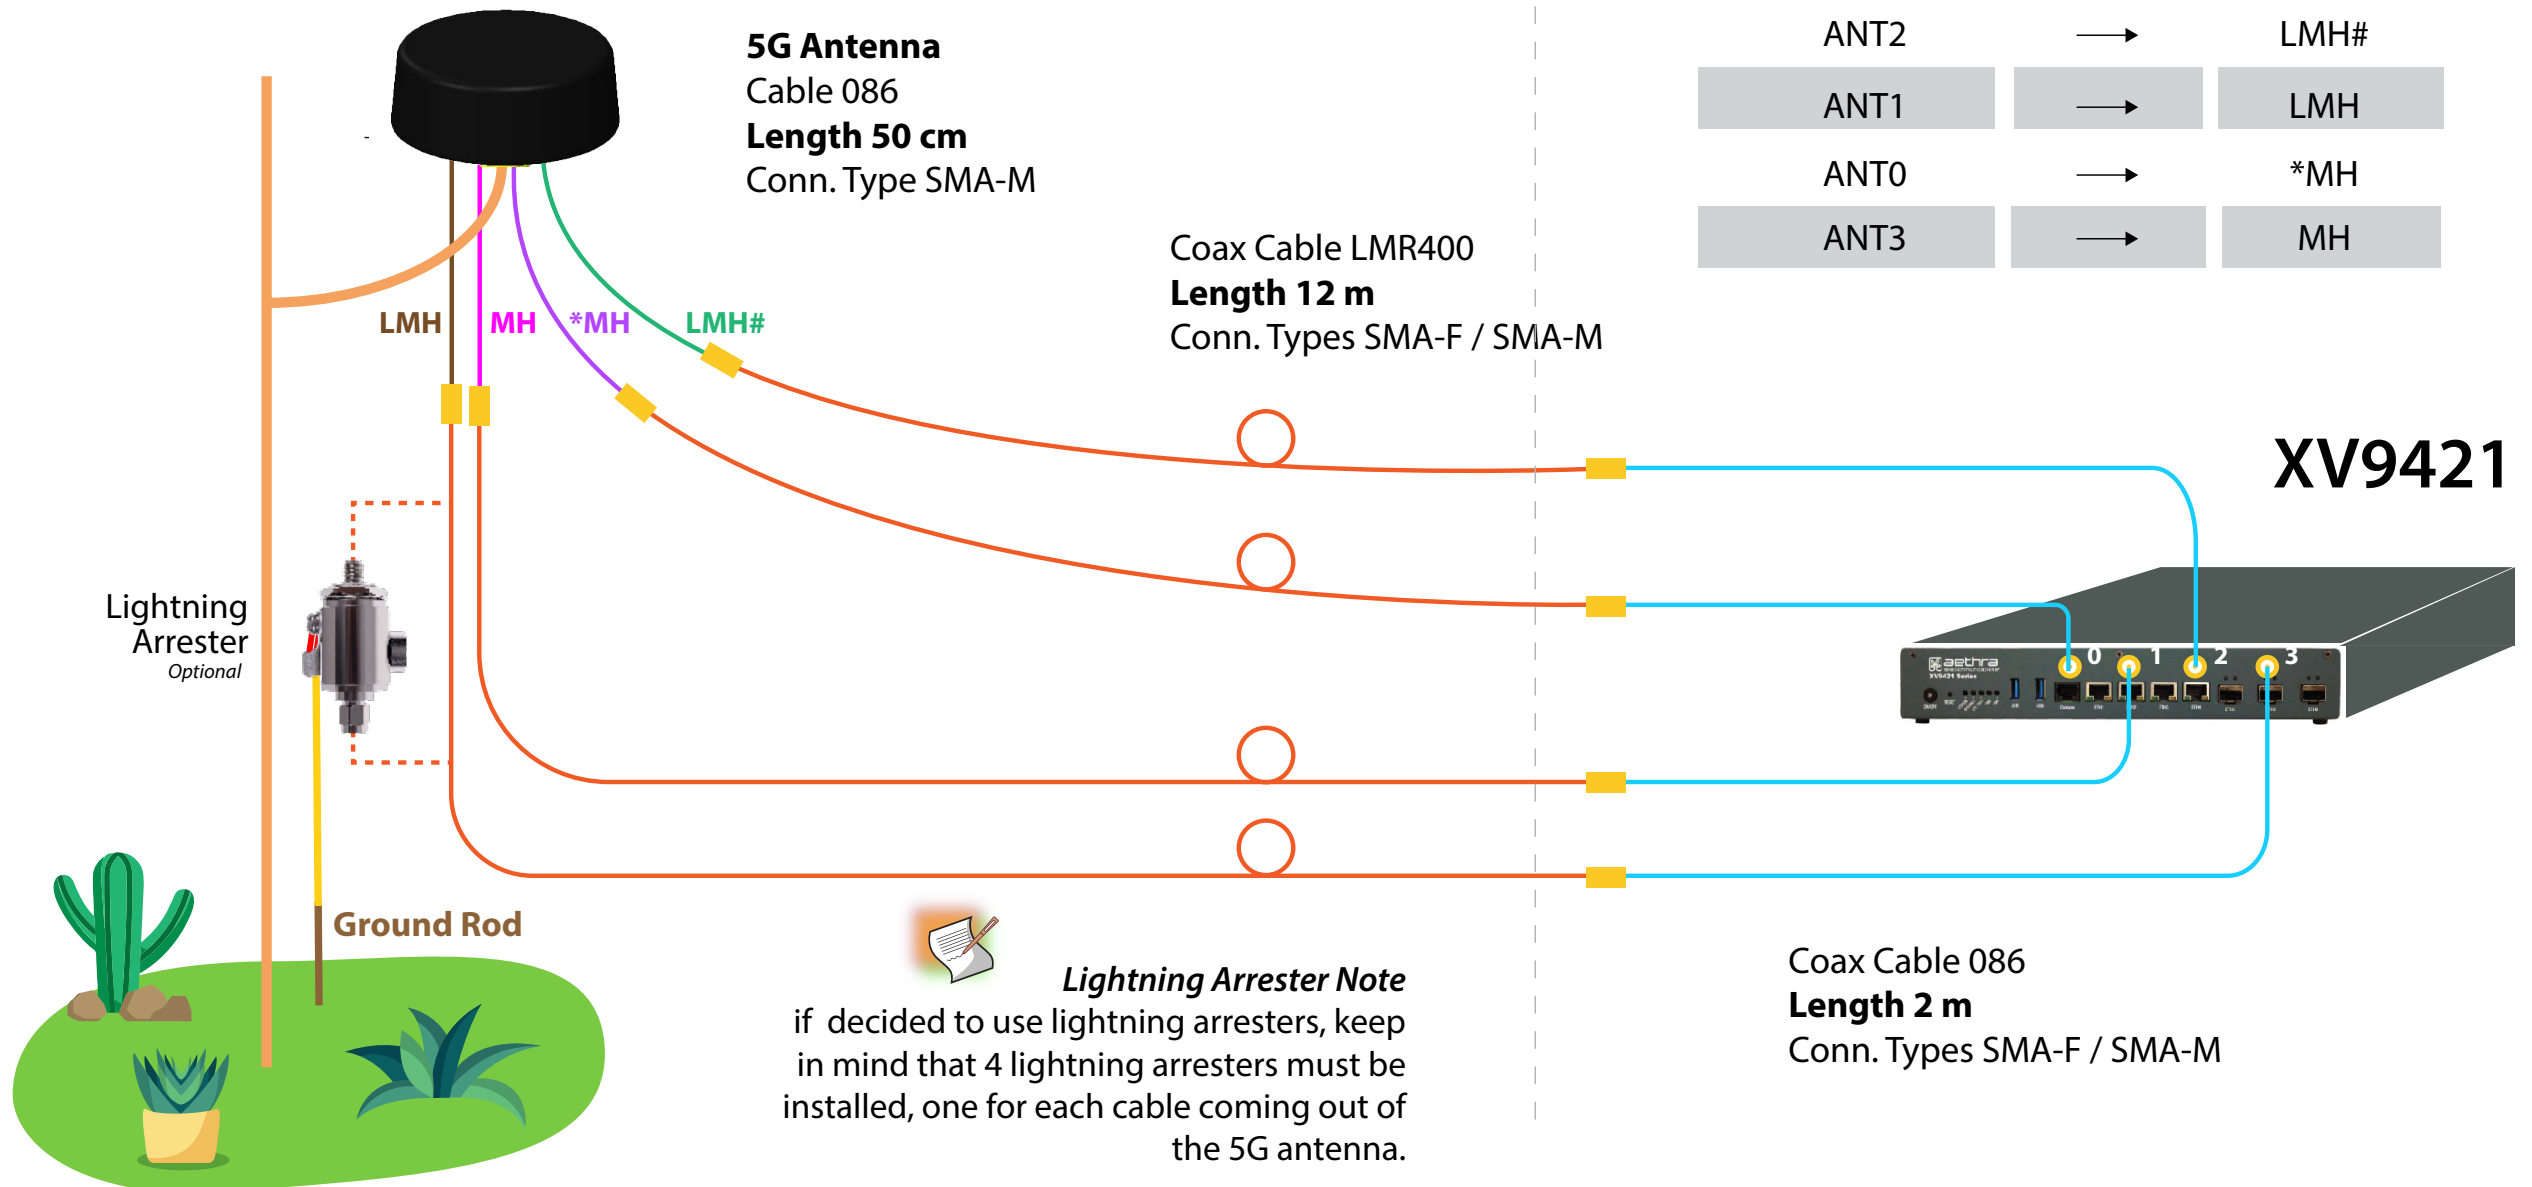 5G Antenna
Cable 086
Length 50 cm
Conn. Type SMA-M
ANT2 → LMH#
ANT1 → LMH
ANT0 → *MH
ANT3 → MH
Coax Cable LMR400
Length 12 m
Conn. Types SMA-F / SMA-M
LMH MH *MH LMH#
XV9421
Lightning
Arrester
Optional
0 1 2 3
aethra
telecommunications
XV9421 Series
Ground Rod
Lightning Arrester Note
if decided to use lightning arresters, keep
in mind that 4 lightning arresters must be
installed, one for each cable coming out of
the 5G antenna.
Coax Cable 086
Length 2 m
Conn. Types SMA-F / SMA-M